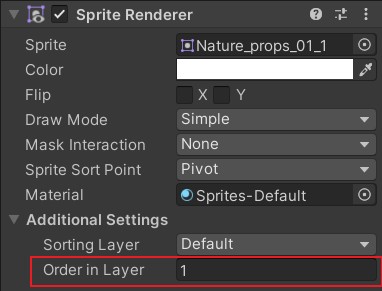 Sprite Renderer
Sprite Nature_props_01_1
Color
Flip X Y
Draw Mode Simple
Mask Interaction None
Sprite Sort Point Pivot
Material Sprites-Default
Additional Settings
Sorting Layer Default
Order in Layer 1